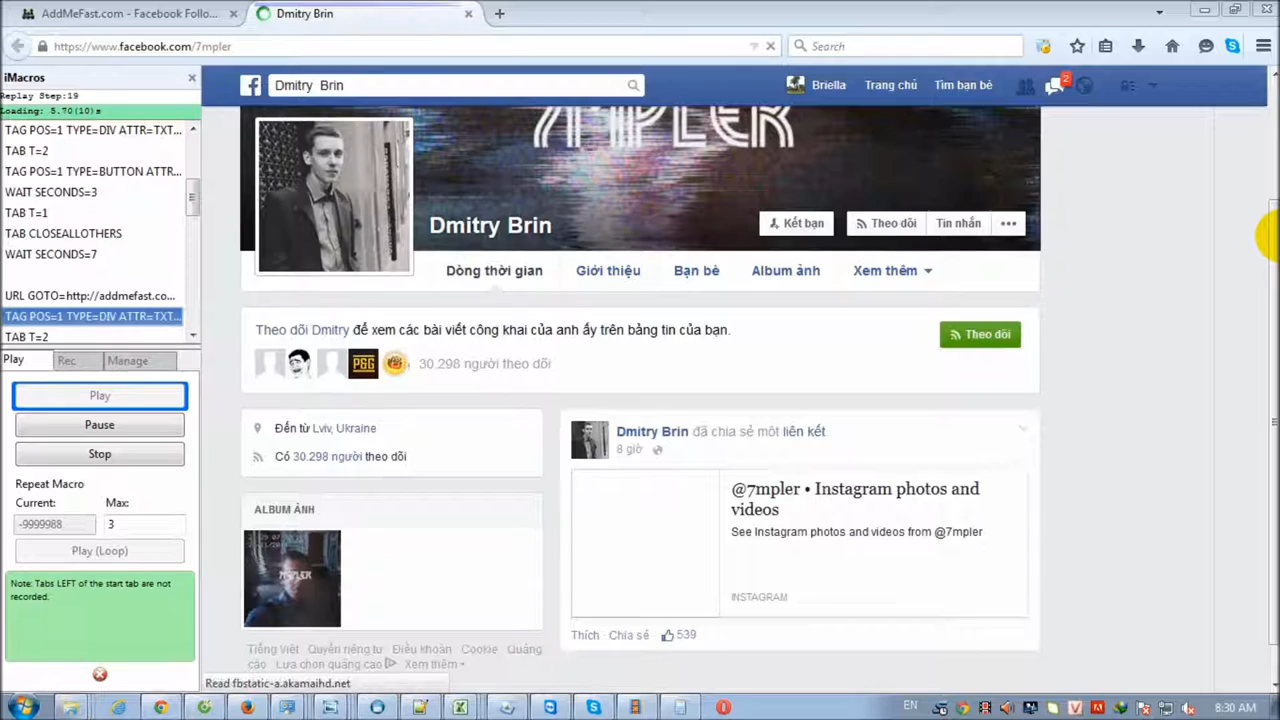 AddMeFast.com - Facebook Follo...
Dmitry Brin
https://www.facebook.com/7mpler
Search
iMacros
Replay Step:19
Loading: 5.70(10)s
TAG POS=1 TYPE=DIV ATTR=TXT...
TAB T=2
TAG POS=1 TYPE=BUTTON ATTR...
WAIT SECONDS=3
TAB T=1
TAB CLOSEALLOTHERS
WAIT SECONDS=7
URL GOTO=http://addmefast.co...
TAG POS=1 TYPE=DIV ATTR=TXT...
TAB T=2
Play
Rec.
Manage
Play
Pause
Stop
Repeat Macro
Current:
Max:
-9999988
3
Play (Loop)
Note: Tabs LEFT of the start tab are not
recorded.
Dmitry Brin
Briella
Trang chủ
Tìm bạn bè
2
7MPLER
Dmitry Brin
Kết bạn
Theo dõi
Tin nhắn
Dòng thời gian
Giới thiệu
Bạn bè
Album ảnh
Xem thêm
Theo dõi Dmitry để xem các bài viết công khai của anh ấy trên bảng tin của bạn.
Theo dõi
P&G
30.298 người theo dõi
Đến từ Lviv, Ukraine
Có 30.298 người theo dõi
ALBUM ẢNH
7MPLER
Tiếng Việt · Quyền riêng tư · Điều khoản · Cookie · Quảng
cáo · Lựa chọn quảng cáo · Xem thêm
Dmitry Brin đã chia sẻ một liên kết
8 giờ
@7mpler • Instagram photos and
videos
See Instagram photos and videos from @7mpler
INSTAGRAM
Thích · Chia sẻ
539
Read fbstatic-a.akamaihd.net
EN
8:30 AM